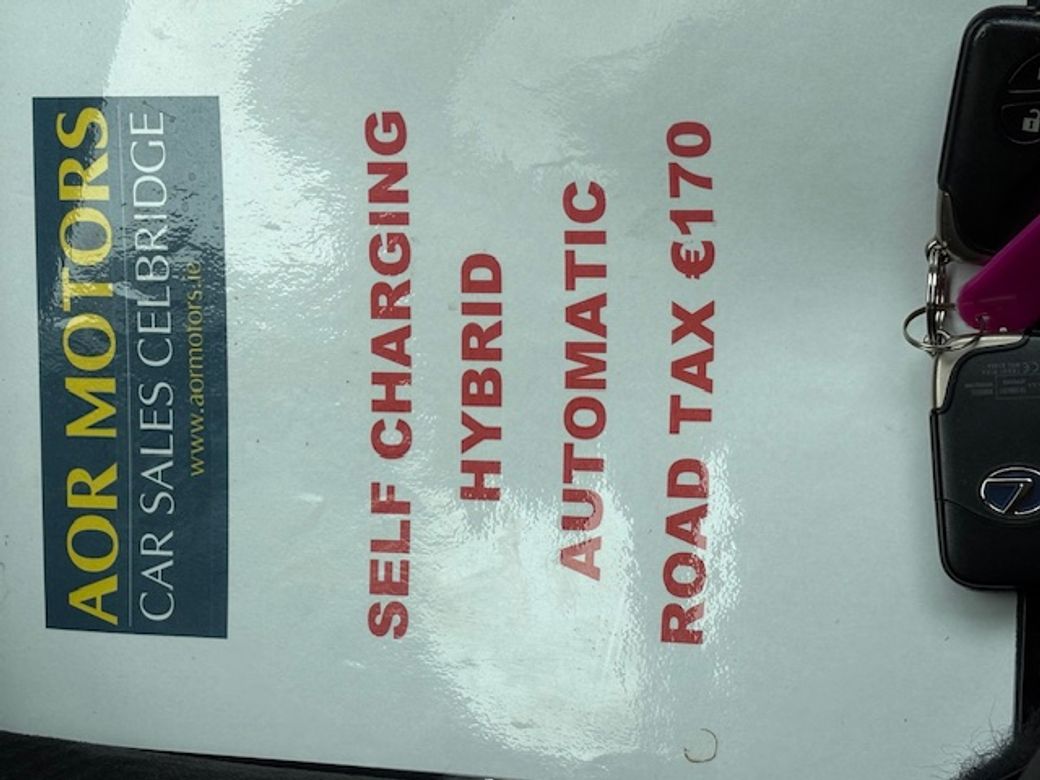 AOR MOTORS
CAR SALES CELBRIDGE
www.aormotors.ie
SELF CHARGING
HYBRID
AUTOMATIC
ROAD TAX €170